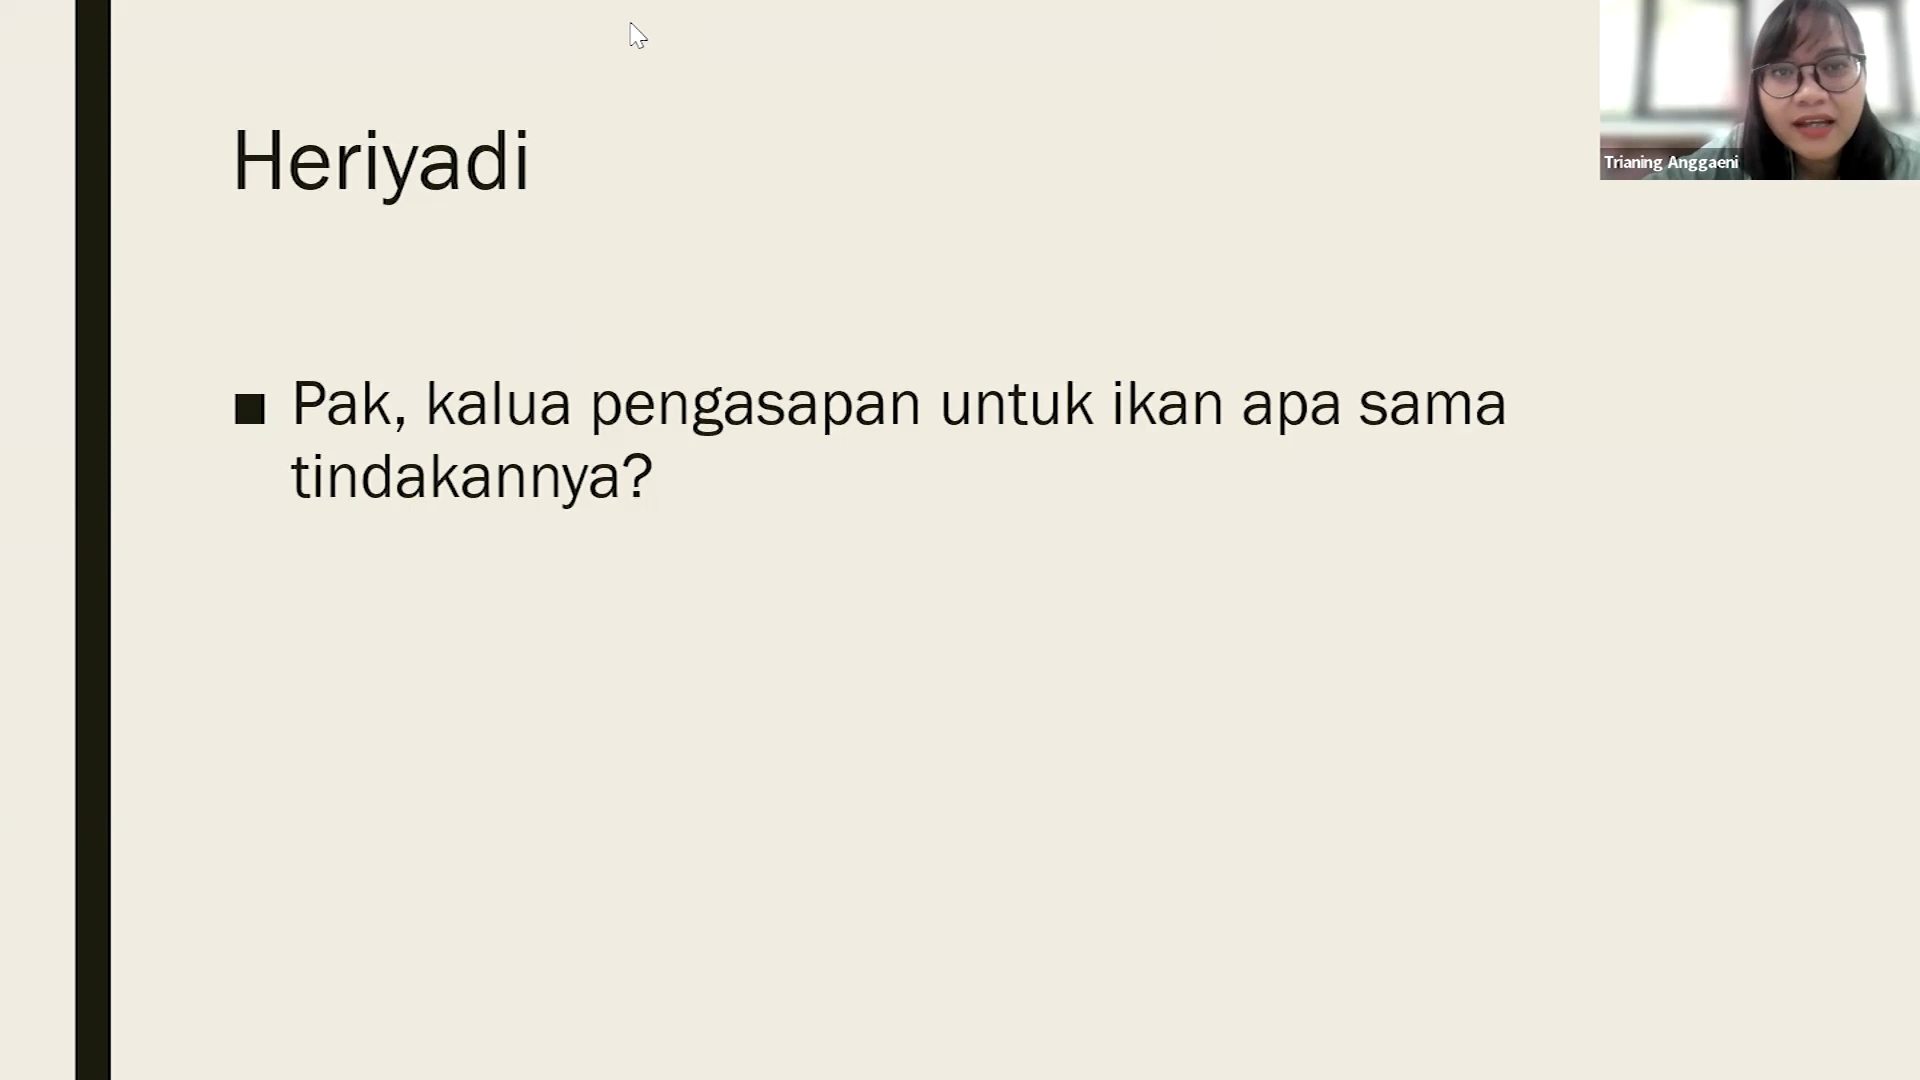 Heriyadi
Trianing Anggaeni
■ Pak, kalua pengasapan untuk ikan apa sama
tindakannya?